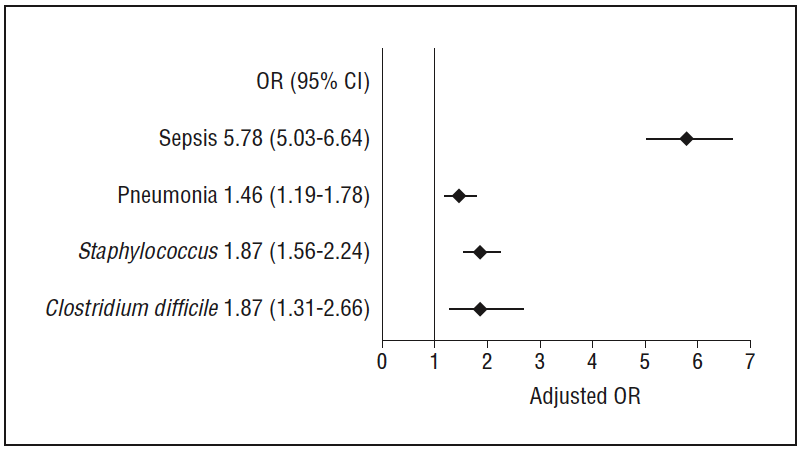 OR (95% CI)
Sepsis 5.78 (5.03-6.64)
Pneumonia 1.46 (1.19-1.78)
Staphylococcus 1.87 (1.56-2.24)
Clostridium difficile 1.87 (1.31-2.66)
0 1 2 3 4 5 6 7
Adjusted OR